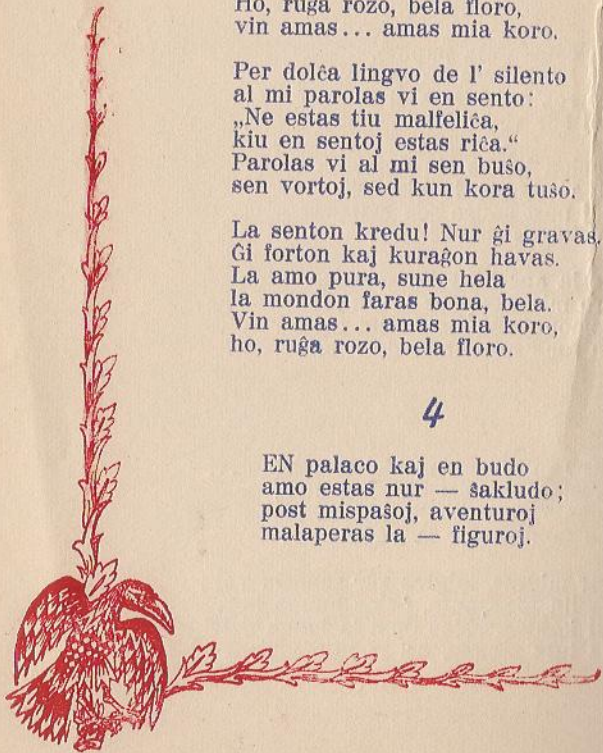 Ho, ruĝa rozo, bela floro,
vin amas... amas mia koro.
Per dolĉa lingvo de l' silento
al mi parolas vi en sento:
„Ne estas tiu malfeliĉa,
kiu en sentoj estas riĉa.“
Parolas vi al mi sen buŝo,
sen vortoj, sed kun kora tuŝo.
La senton kredu! Nur ĝi gravas.
Ĝi forton kaj kuraĝon havas.
La amo pura, sune hela
la mondon faras bona, bela.
Vin amas... amas mia koro,
ho, ruĝa rozo, bela floro.
4
EN palaco kaj en budo
amo estas nur — ŝakludo;
post mispaŝoj, aventuroj
malaperas la — figuroj.